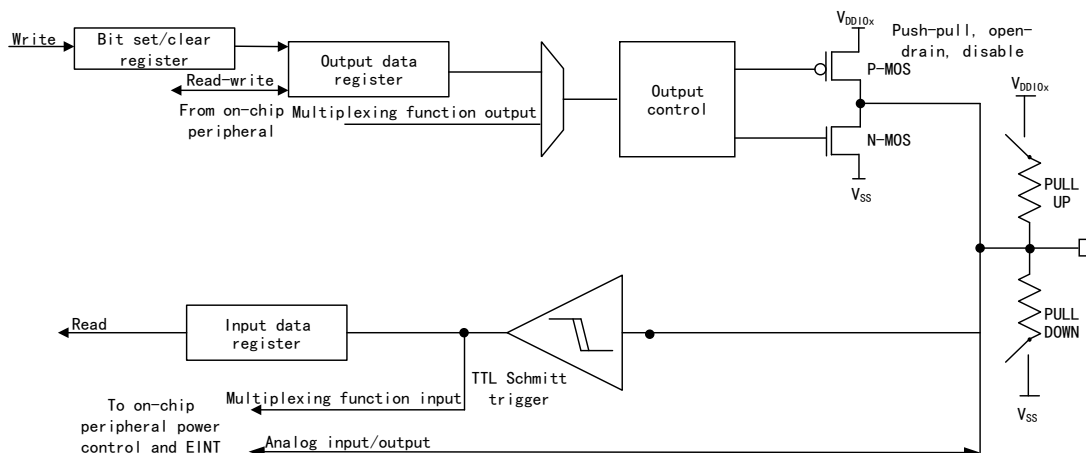 Write
Bit set/clear
register
Read-write
From on-chip
peripheral
Output data
register
Multiplexing function output
Output
control
VDDIOx
Push-pull, open-
drain, disable
P-MOS
N-MOS
VSS
VDDIOx
PULL
UP
PULL
DOWN
VSS
Read
Input data
register
TTL Schmitt
trigger
Multiplexing function input
To on-chip
peripheral power
control and EINT
Analog input/output